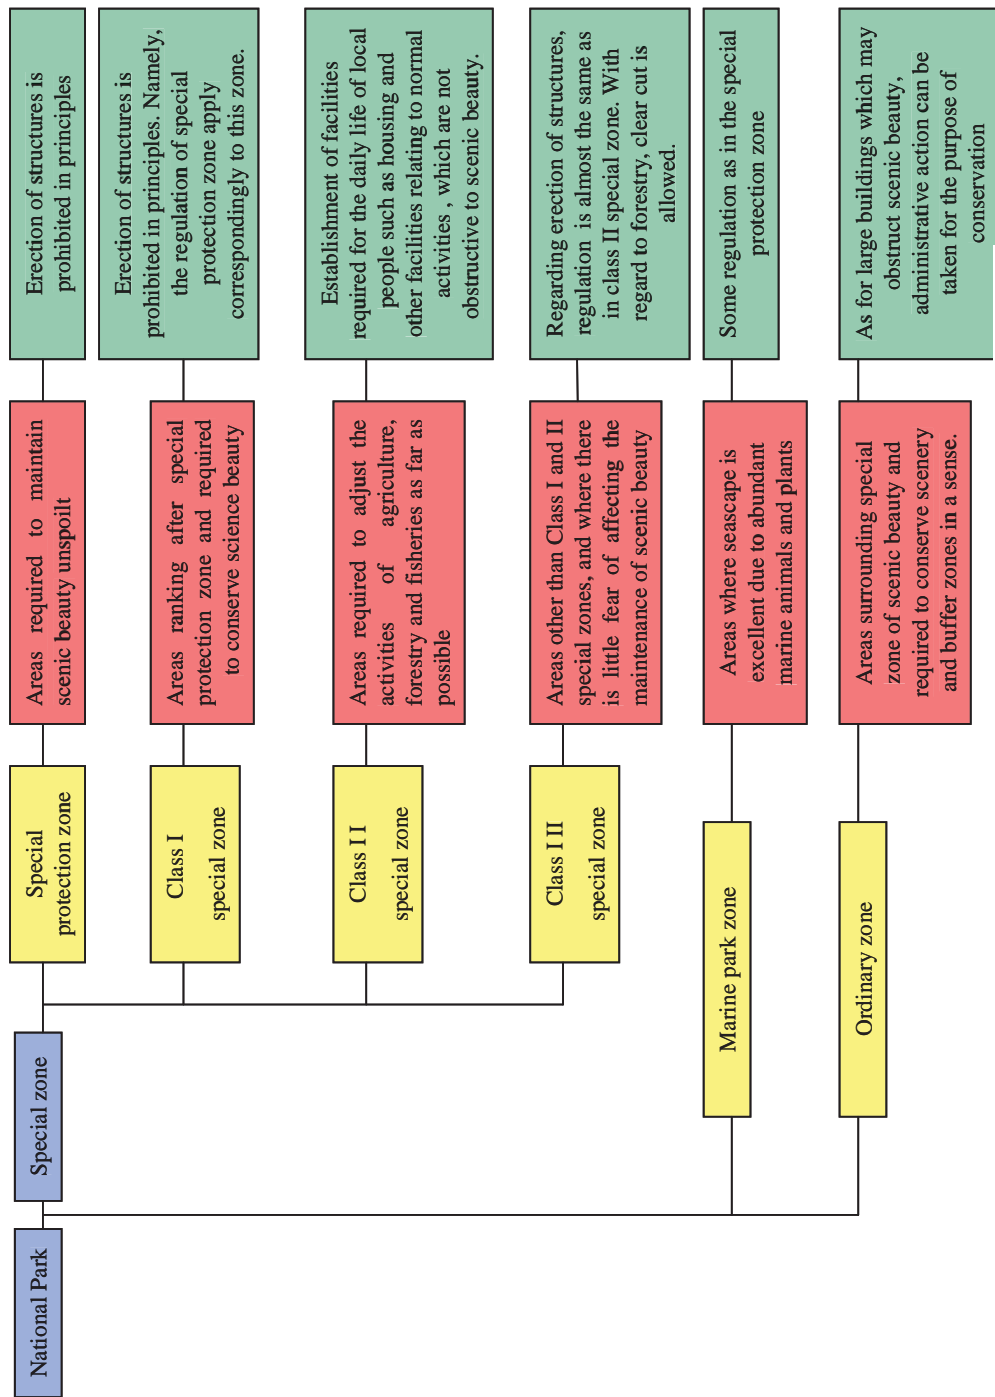 National Park
Special zone
Special
protection zone
Areas required to maintain
scenic beauty unspoilt
Erection of structures is
prohibited in principles
Class I
special zone
Areas ranking after special
protection zone and required
to conserve science beauty
Erection of structures is
prohibited in principles. Namely,
the regulation of special
protection zone apply
correspondingly to this zone.
Class I I
special zone
Areas required to adjust the
activities of agriculture,
forestry and fisheries as far as
possible
Establishment of facilities
required for the daily life of local
people such as housing and
other facilities relating to normal
activities , which are not
obstructive to scenic beauty.
Class I II
special zone
Areas other than Class I and II
special zones, and where there
is little fear of affecting the
maintenance of scenic beauty
Regarding erection of structures,
regulation is almost the same as
in class II special zone. With
regard to forestry, clear cut is
allowed.
Marine park zone
Areas where seascape is
excellent due to abundant
marine animals and plants
Some regulation as in the special
protection zone
Ordinary zone
Areas surrounding special
zone of scenic beauty and
required to conserve scenery
and buffer zones in a sense.
As for large buildings which may
obstruct scenic beauty,
administrative action can be
taken for the purpose of
conservation